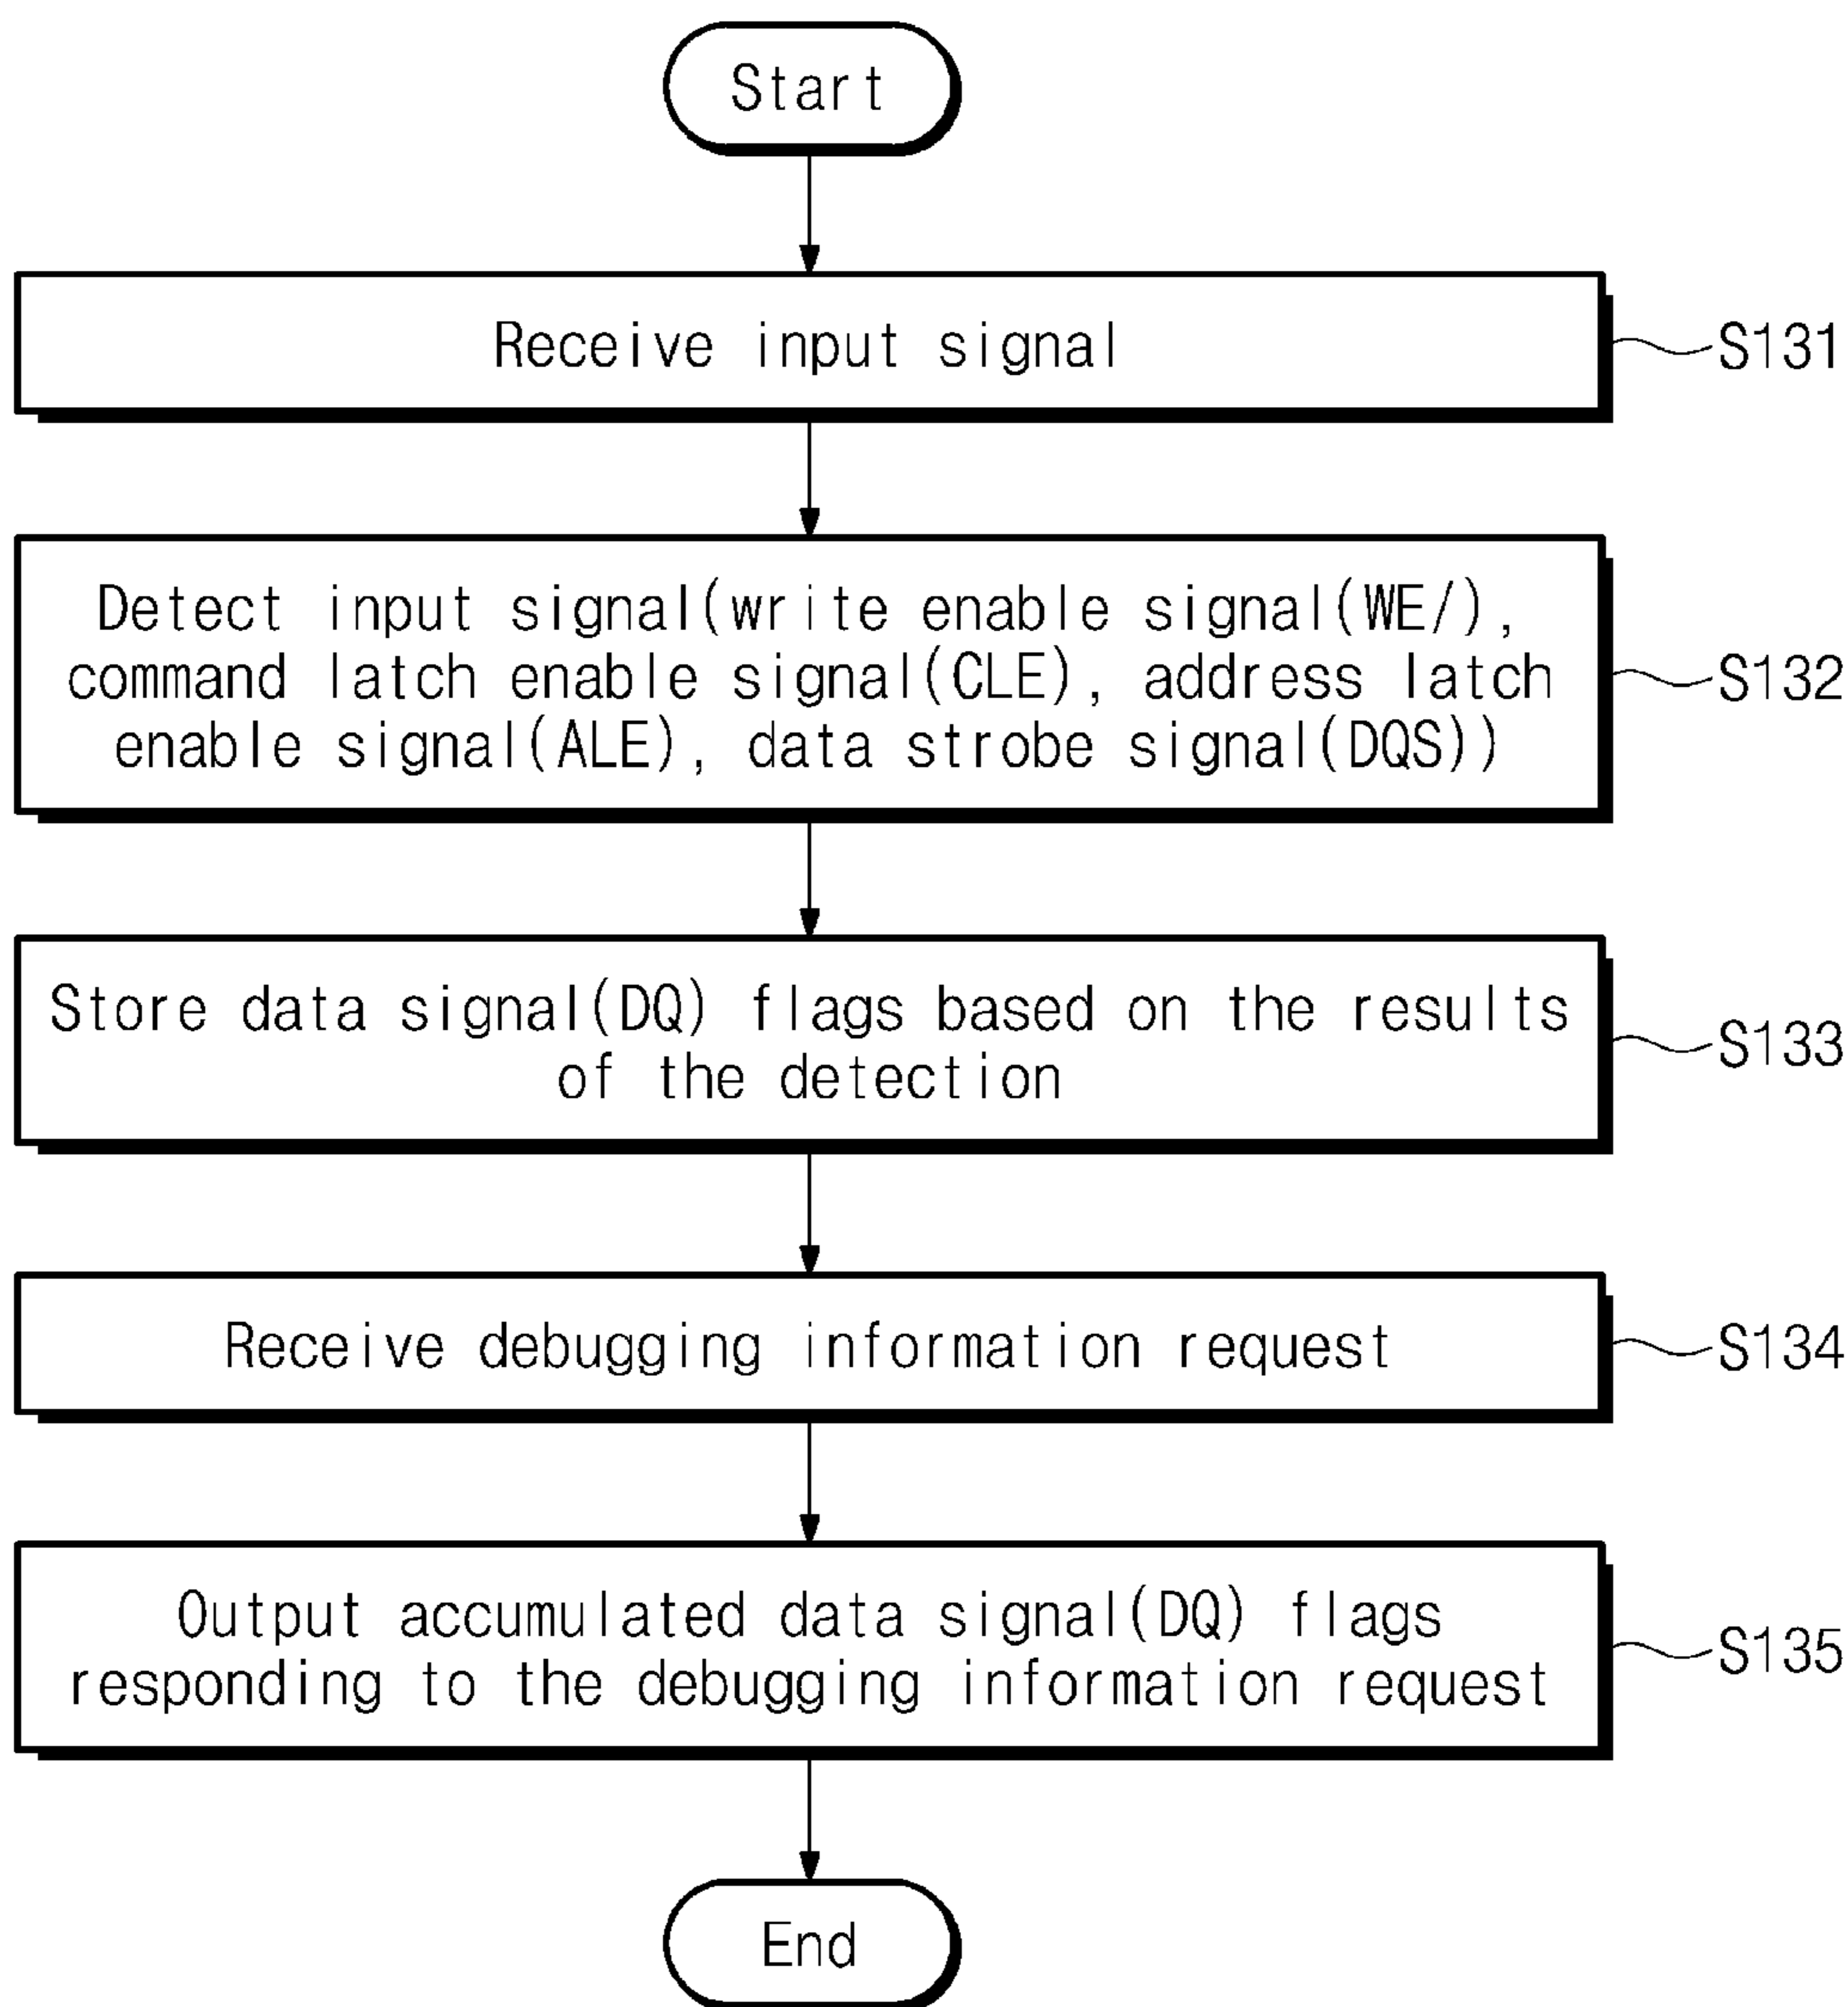 Start
Receive input signal
S131
Detect input signal(write enable signal(WE/),
command latch enable signal(CLE), address latch
enable signal(ALE), data strobe signal(DQS))
S132
Store data signal(DQ) flags based on the results
of the detection
S133
Receive debugging information request
S134
Output accumulated data signal(DQ) flags
responding to the debugging information request
S135
End